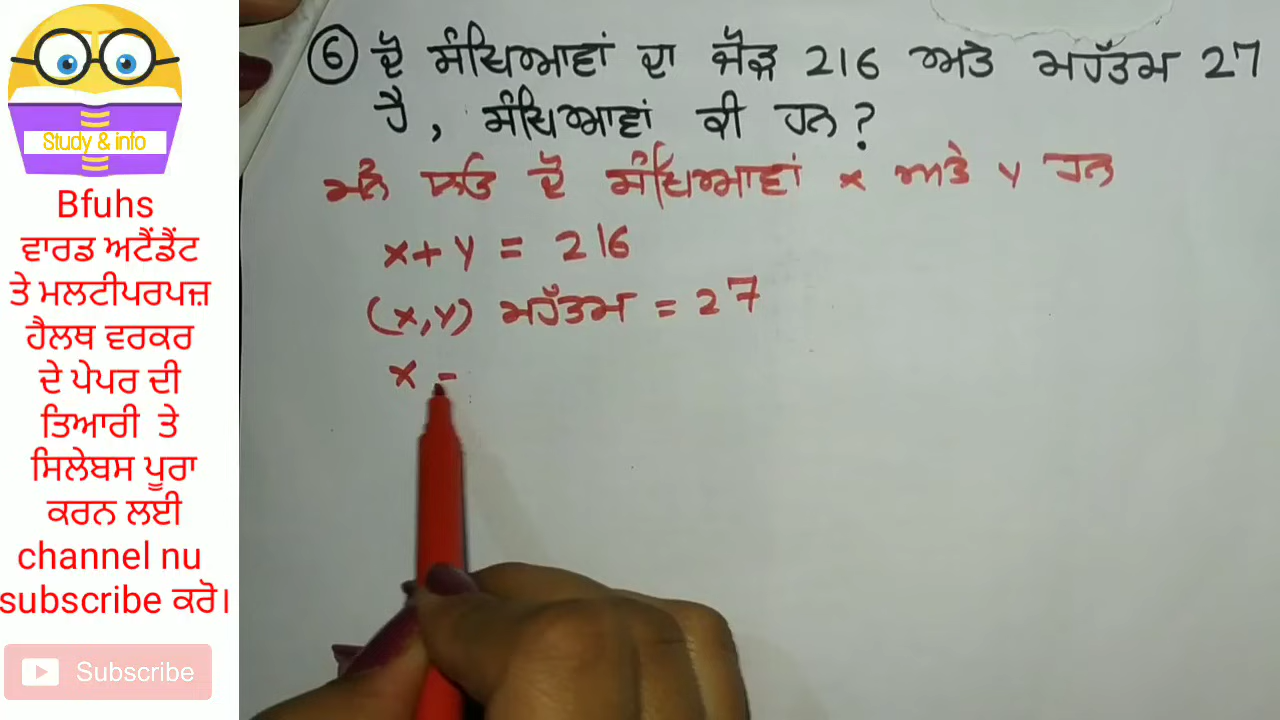 Study & info
Bfuhs
ਵਾਰਡ ਅਟੈਂਡੈਂਟ
ਤੇ ਮਲਟੀਪਰਪਜ਼
ਹੈਲਥ ਵਰਕਰ
ਦੇ ਪੇਪਰ ਦੀ
ਤਿਆਰੀ ਤੇ
ਸਿਲੇਬਸ ਪੂਰਾ
ਕਰਨ ਲਈ
channel nu
subscribe ਕਰੋ।
Subscribe
6 ਦੋ ਸੰਖਿਆਵਾਂ ਦਾ ਜੋੜ 216 ਅਤੇ ਮਹੱਤਮ 27
ਹੈ, ਸੰਖਿਆਵਾਂ ਕੀ ਹਨ?
ਦੋ ਸੰਖਿਆਵਾਂ x ਅਤੇ y ਹਨ
x + y = 216
(x,y) ਮਹੱਤਮ = 27
x -